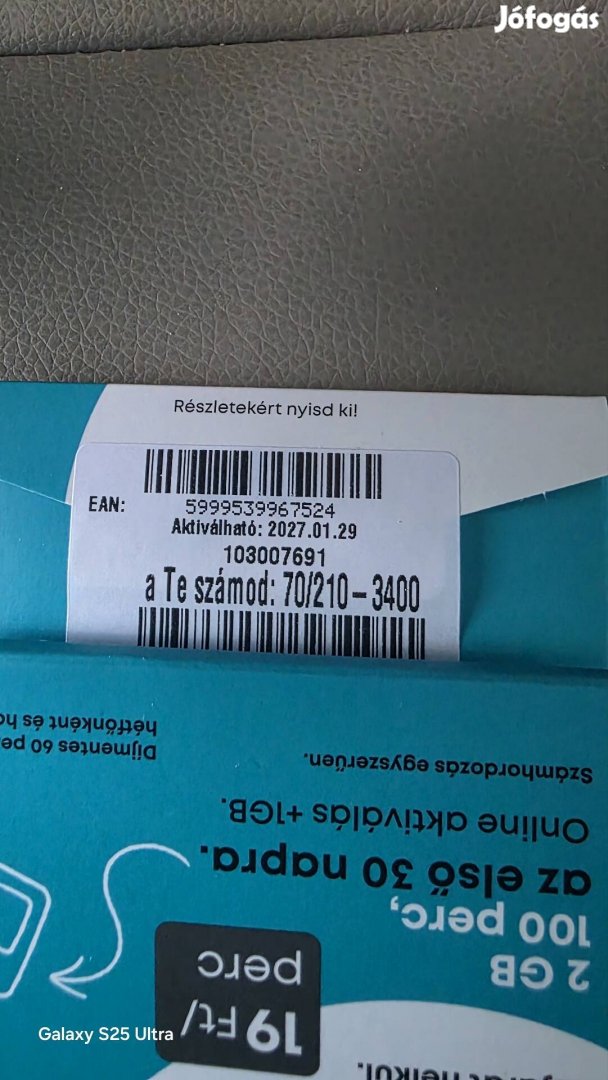 Jófogás
Részletekért nyisd ki!
EAN:
5999539967524
Aktiválható: 2027.01.29
103007691
a Te számod: 70/210-3400
Számhordozás egyszerűen.
Díjmentes 60
hétfőnként és
Online aktiválás +1GB.
az első 30 napra.
100 perc,
2 GB
19 Ft/
perc
nélkül.
Galaxy S25 Ultra